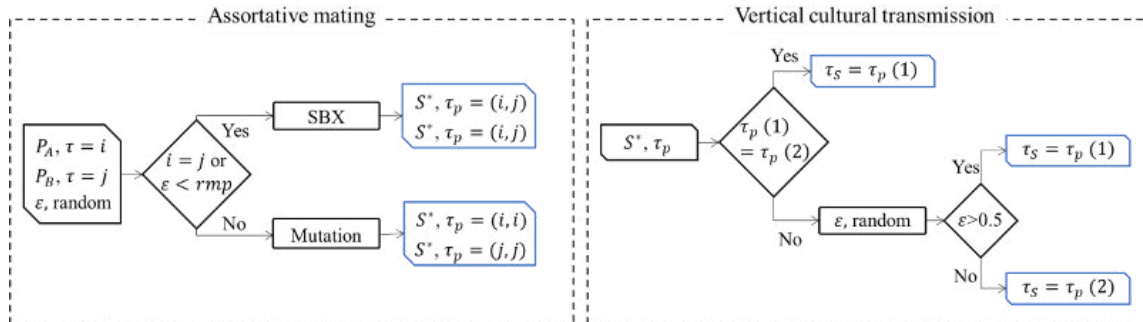 Assortative mating
P_A, τ = i
P_B, τ = j
ε, random
i = j or
ε < rmp
Yes
SBX
S*, τ_p = (i, j)
S*, τ_p = (i, j)
No
Mutation
S*, τ_p = (i, i)
S*, τ_p = (j, j)
Vertical cultural transmission
S*, τ_p
τ_p (1)
= τ_p (2)
Yes
τ_S = τ_p (1)
No
ε, random
ε>0.5
Yes
τ_S = τ_p (1)
No
τ_S = τ_p (2)